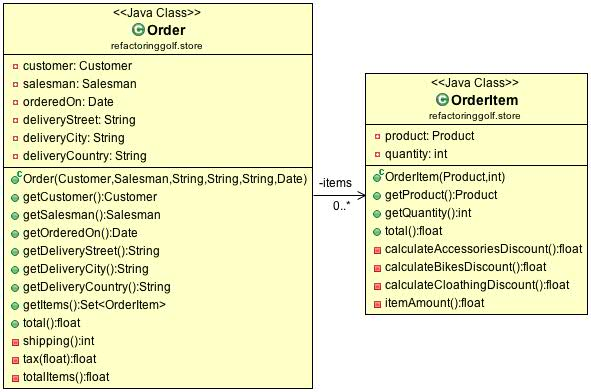 <<Java Class>>
Order
refactoringgolf.store
customer: Customer
salesman: Salesman
orderedOn: Date
deliveryStreet: String
deliveryCity: String
deliveryCountry: String
Order(Customer,Salesman,String,String,String,Date)
getCustomer():Customer
getSalesman():Salesman
getOrderedOn():Date
getDeliveryStreet():String
getDeliveryCity():String
getDeliveryCountry():String
getItems():Set<OrderItem>
total():float
shipping():int
tax(float):float
totalItems():float
-items
0..*
<<Java Class>>
OrderItem
refactoringgolf.store
product: Product
quantity: int
OrderItem(Product,int)
getProduct():Product
getQuantity():int
total():float
calculateAccessoriesDiscount():float
calculateBikesDiscount():float
calculateCloathingDiscount():float
itemAmount():float